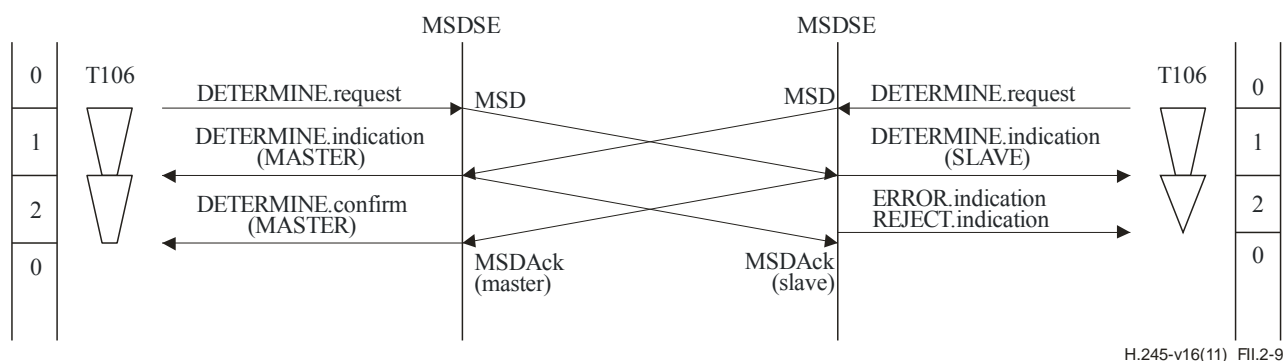 MSDSE
MSDSE
0
T106
T106
0
DETERMINE.request
MSD
MSD
DETERMINE.request
1
DETERMINE.indication
(MASTER)
DETERMINE.indication
(SLAVE)
1
2
DETERMINE.confirm
(MASTER)
ERROR.indication
REJECT.indication
2
0
MSDAck
(master)
MSDAck
(slave)
0
H.245-v16(11)_FII.2-9